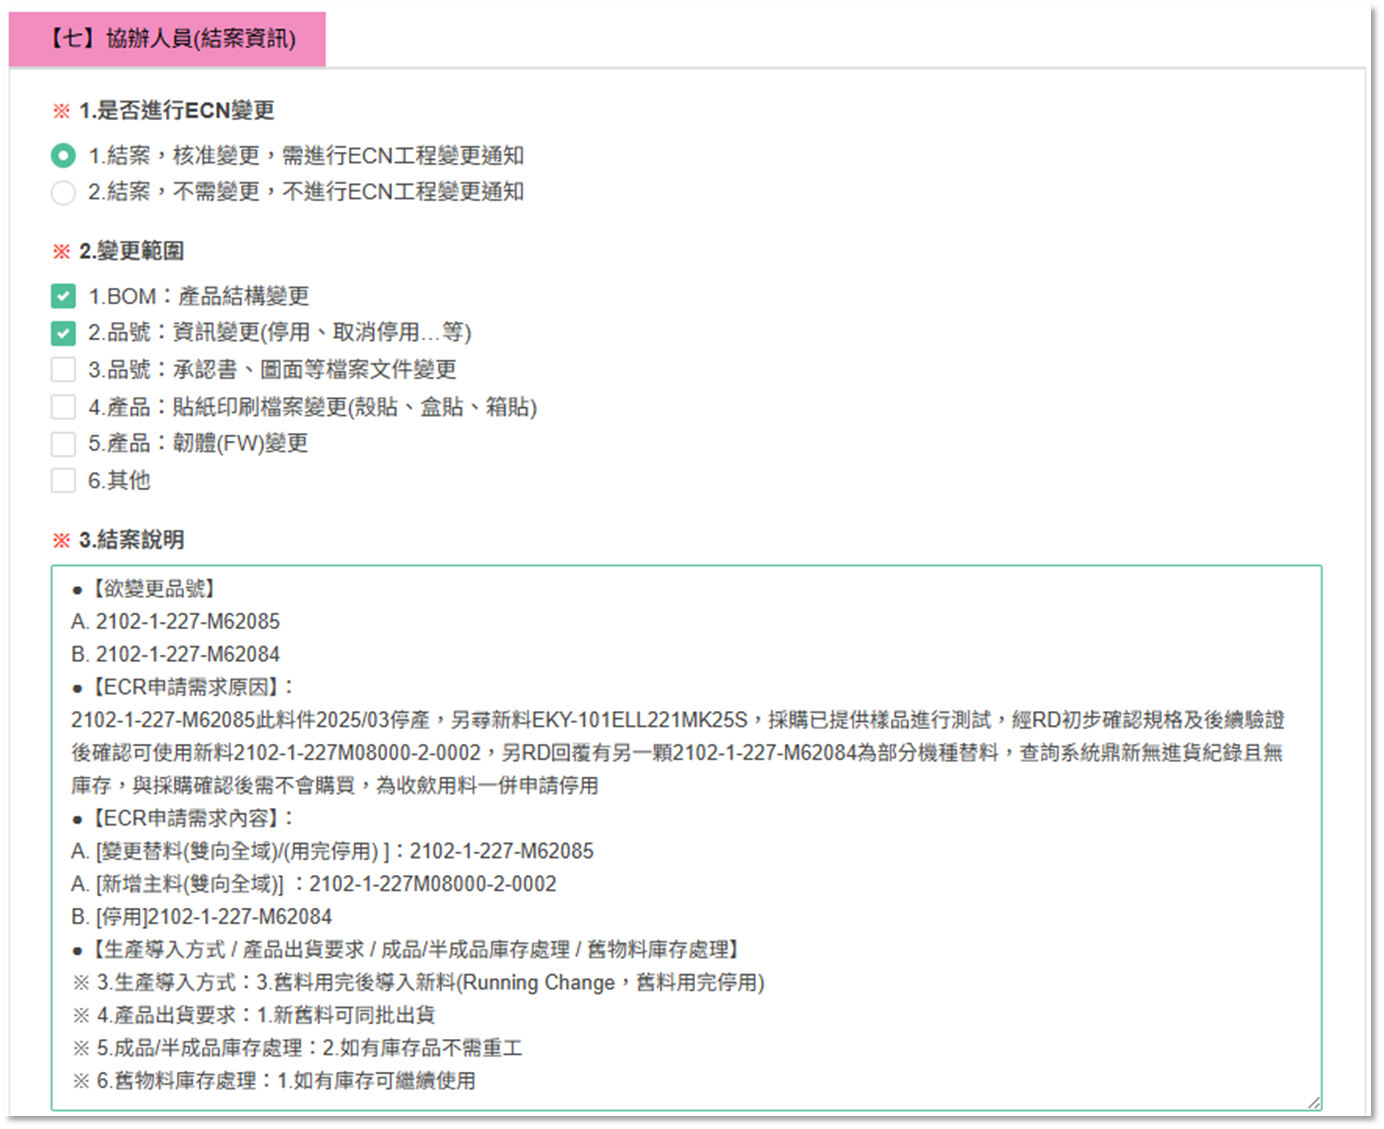 【七】協辦人員(結案資訊)
※ 1.是否進行ECN變更
1.結案，核准變更，需進行ECN工程變更通知
2.結案，不需變更，不進行ECN工程變更通知
※ 2.變更範圍
1.BOM：產品結構變更
2.品號：資訊變更(停用、取消停用…等)
3.品號：承認書、圖面等檔案文件變更
4.產品：貼紙印刷檔案變更(殼貼、盒貼、箱貼)
5.產品：韌體(FW)變更
6.其他
※ 3.結案說明
●【欲變更品號】
A. 2102-1-227-M62085
B. 2102-1-227-M62084
●【ECR申請需求原因】：
2102-1-227-M62085此料件2025/03停產，另尋新料EKY-101ELL221MK25S，採購已提供樣品進行測試，經RD初步確認規格及後續驗證
後確認可使用新料2102-1-227M08000-2-0002，另RD回覆有另一顆2102-1-227-M62084為部分機種替料，查詢系統鼎新無進貨紀錄且無
庫存，與採購確認後需不會購買，為收斂用料一併申請停用
●【ECR申請需求內容】：
A. [變更替料(雙向全域)/(用完停用) ]：2102-1-227-M62085
A. [新增主料(雙向全域)] ：2102-1-227M08000-2-0002
B. [停用]2102-1-227-M62084
●【生產導入方式 / 產品出貨要求 / 成品/半成品庫存處理 / 舊物料庫存處理】
※ 3.生產導入方式：3.舊料用完後導入新料(Running Change，舊料用完停用)
※ 4.產品出貨要求：1.新舊料可同批出貨
※ 5.成品/半成品庫存處理：2.如有庫存品不需重工
※ 6.舊物料庫存處理：1.如有庫存可繼續使用